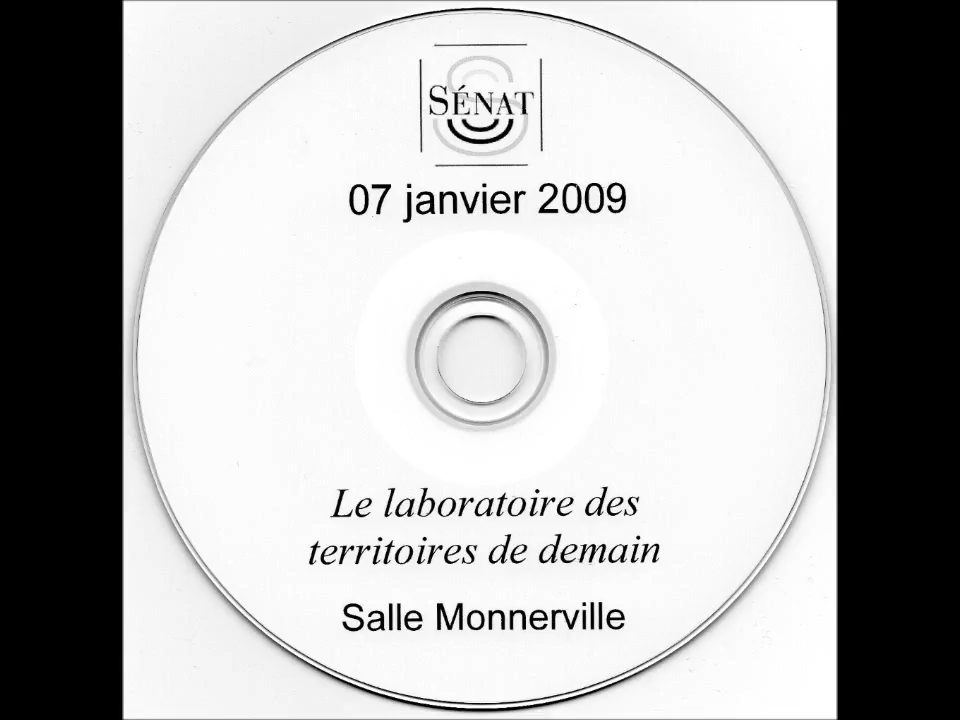 SÉNAT
07 janvier 2009
Le laboratoire des
territoires de demain
Salle Monnerville